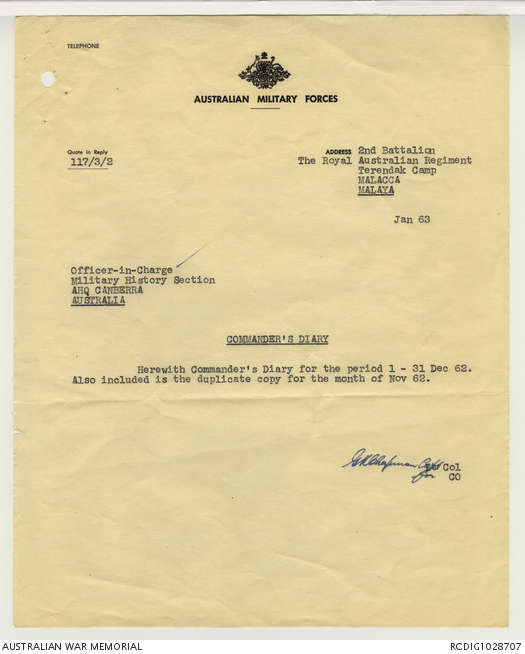 TELEPHONE
AUSTRALIAN MILITARY FORCES
Quote in Reply
117/3/2
ADDRESS 2nd Battalion
The Royal Australian Regiment
Terendak Camp
MALACCA
MALAYA
Jan 63
Officer-in-Charge
Military History Section
AHQ CANBERRA
AUSTRALIA
COMMANDER'S DIARY
Herewith Commander's Diary for the period 1 - 31 Dec 62.
Also included is the duplicate copy for the month of Nov 62.
Chapman Capt Col
for CO
AUSTRALIAN WAR MEMORIAL
RCDIG1028707